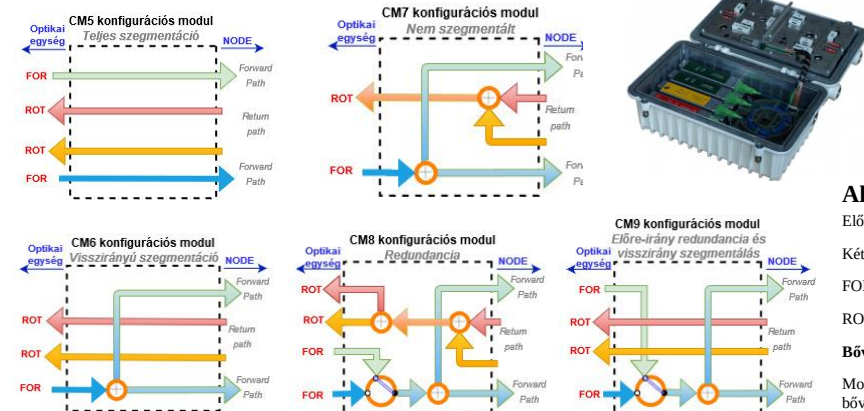 CM5 konfigurációs modul
Teljes szegmentáció
Optikai
egység
NODE
FOR
Forward
Path
ROT
Return
path
ROT
FOR
Forward
Path
CM7 konfigurációs modul
Nem szegmentált
Optikai
egység
NODE
ROT
Return
path
FOR
CM6 konfigurációs modul
Visszirányú szegmentáció
Optikai
egység
NODE
Forward
Path
ROT
Return
path
ROT
FOR
Forward
Path
CM8 konfigurációs modul
Redundancia
Optikai
egység
NODE
ROT
Forward
Path
ROT
Return
path
FOR
FOR
Forward
Path
CM9 konfigurációs modul
Előre-irány redundancia és
visszirány szegmentálás
Optikai
egység
NODE
FOR
Forward
Path
ROT
Return
path
ROT
FOR
Forward
Path
Két